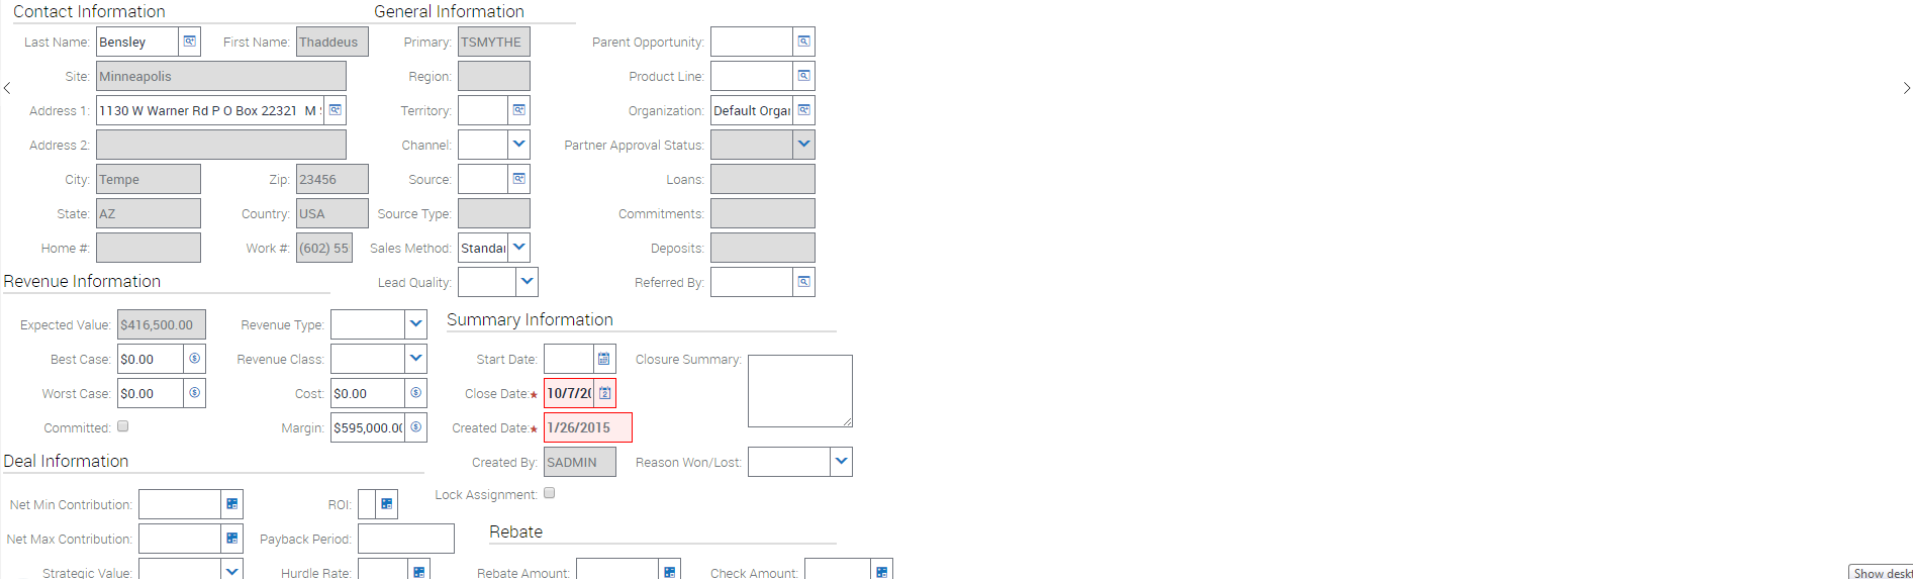 Contact Information General Information
Last Name: Bensley First Name: Thaddeus Primary: TSMYTHE Parent Opportunity:
Site: Minneapolis Region: Product Line:
Address 1: 1130 W Warner Rd P O Box 22321 M Territory: Organization: Default Orga
Address 2: Channel: Partner Approval Status:
City: Tempe Zip: 23456 Source: Loans:
State: AZ Country: USA Source Type: Commitments:
Home #: Work #: (602) 55 Sales Method: Standa Deposits:
Revenue Information Lead Quality: Referred By:
Expected Value: $416,500.00 Revenue Type: Summary Information
Best Case: $0.00 Revenue Class: Start Date: Closure Summary:
Worst Case: $0.00 Cost: $0.00 Close Date:★ 10/7/20
Committed: Margin: $595,000.00 Created Date:★ 1/26/2015
Deal Information Created By: SADMIN Reason Won/Lost:
Net Min Contribution: ROI: Lock Assignment:
Net Max Contribution: Payback Period: Rebate
Strategic Value: Hurdle Rate: Rebate Amount: Check Amount:
Show deskt